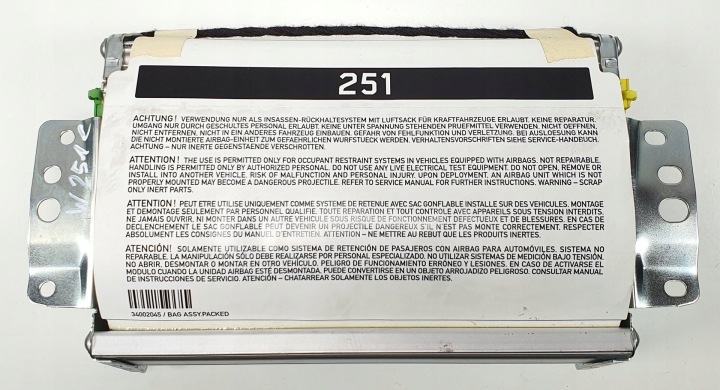 251
ACHTUNG! VERWENDUNG NUR ALS INSASSEN-RÜCKHALTESYSTEM MIT LUFTSACK FÜR KRAFTFAHRZEUGE ERLAUBT. KEINE REPARATUR.
UMGANG NUR DURCH GESCHULTES PERSONAL ERLAUBT. KEINE UNTER SPANNUNG STEHENDEN PRUEFMITTEL VERWENDEN. NICHT OEFFNEN,
NICHT ENTFERNEN, NICHT IN EIN ANDERES FAHRZEUG EINBAUEN. GEFAHR VON FEHLFUNKTION UND VERLETZUNG. BEI AUSLOESUNG KANN
DIE NICHT MONTIERTE AIRBAG-EINHEIT ZUM GEFAEHRLICHEN WURFSTUECK WERDEN. VERHALTENSVORSCHRIFTEN SIEHE SERVICE-HANDBUCH.
ACHTUNG – NUR INERTE GEGENSTAENDE VERSCHROTTEN.
ATTENTION! THE USE IS PERMITTED ONLY FOR OCCUPANT RESTRAINT SYSTEMS IN VEHICLES EQUIPPED WITH AIRBAGS. NOT REPAIRABLE.
HANDLING IS PERMITTED ONLY BY AUTHORIZED PERSONAL. DO NOT USE ANY LIVE ELECTRICAL TEST EQUIPMENT. DO NOT OPEN, REMOVE OR
INSTALL INTO ANOTHER VEHICLE. RISK OF MALFUNCTION AND PERSONAL INJURY. UPON DEPLOYMENT. AN AIRBAG UNIT WHICH IS NOT
PROPERLY MOUNTED MAY BECOME A DANGEROUS PROJECTILE. REFER TO SERVICE MANUAL FOR FURTHER INSTRUCTIONS. WARNING – SCRAP
ONLY INERT PARTS.
ATTENTION! PEUT ETRE UTILISE UNIQUEMENT COMME SYSTEME DE RETENUE AVEC SAC GONFLABLE INSTALLE SUR DES VEHICULES. MONTAGE
ET DEMONTAGE SEULEMENT PAR PERSONNEL QUALIFIE. TOUTE REPARATION ET TOUT CONTROLE AVEC APPAREILS SOUS TENSION INTERDITS.
NE JAMAIS OUVRIR, NI MONTER DANS UN AUTRE VEHICULE SOUS RISQUE DE FONCTIONNEMENT DEFECTUEUX ET DE BLESSURES. EN CAS DE
DECLENCHEMENT LE SAC GONFLABLE PEUT DEVENIR UN PROJECTILE DANGEREUX S'IL N'EST PAS MONTE CORRECTEMENT. RESPECTER
ABSOLUMENT LES CONSIGNES DU MANUEL D'ENTRETIEN. ATTENTION – NE METTRE AU REBUT QUE LES PRODUITS INERTES.
ATENCIÓN! SOLAMENTE UTILIZABLE COMO SISTEMA DE RETENCIÓN DE PASAJEROS CON AIRBAG PARA AUTOMÓVILES. SISTEMA NO
REPARABLE. LA MANIPULACIÓN SÓLO DEBE REALIZARSE POR PERSONAL ESPECIALIZADO. NO UTILIZAR SISTEMAS DE MEDICIÓN BAJO TENSIÓN.
NO ABRIR, DESMONTAR O MONTAR EN OTRO VEHÍCULO. PELIGRO DE FUNCIONAMIENTO ERRÓNEO Y LESIONES. EN CASO DE ACTIVARSE EL
MODULO CUANDO LA UNIDAD AIRBAG ESTÉ DESMONTADA, PUEDE CONVERTIRSE EN UN OBJETO ARROJADIZO PELIGROSO. CONSULTAR MANUAL
DE INSTRUCCIONES DE SERVICIO. ATENCIÓN – CHATARREAR SOLAMENTE LOS OBJETOS INERTES.
34002045 / BAG ASSY.PACKED